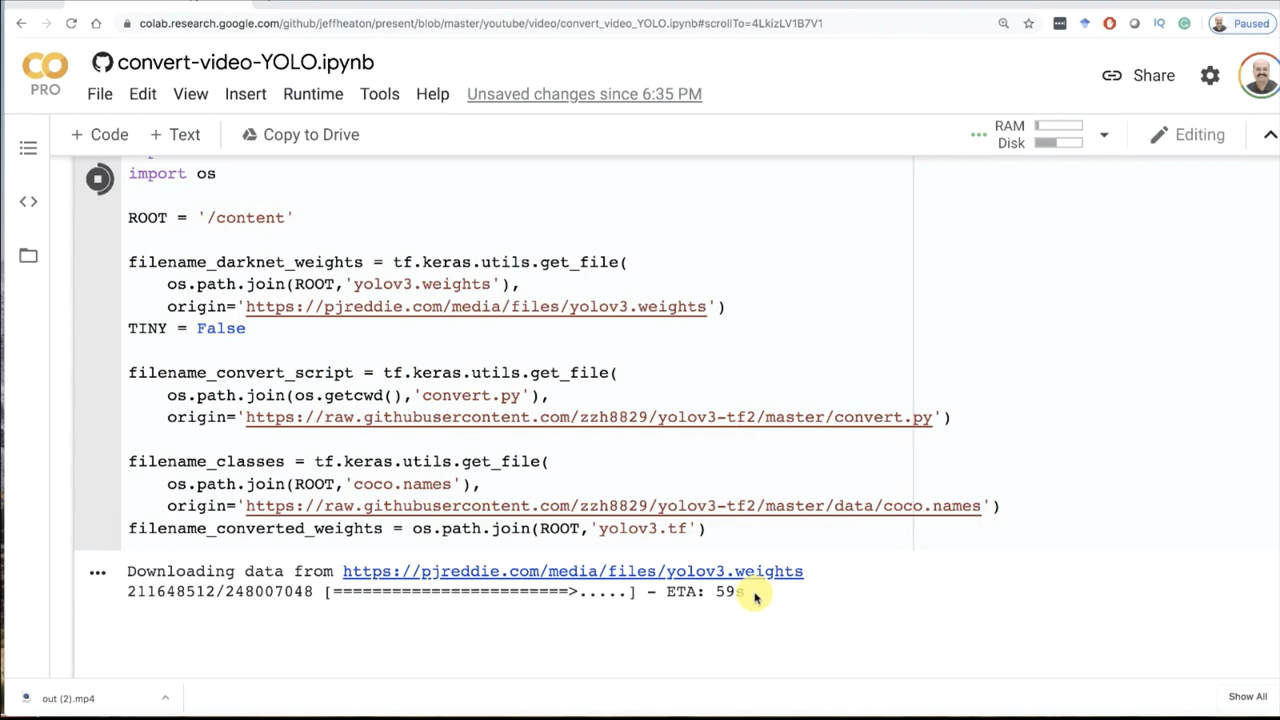 colab.research.google.com/github/jeffheaton/present/blob/master/youtube/video/convert_video_YOLO.ipynb#scrollTo=4LkizLV1B7V1
IQ
Paused
PRO
convert-video-YOLO.ipynb
Share
File Edit View Insert Runtime Tools Help Unsaved changes since 6:35 PM
+ Code + Text Copy to Drive
RAM
Disk
Editing
import os
ROOT = '/content'
filename_darknet_weights = tf.keras.utils.get_file(
os.path.join(ROOT,'yolov3.weights'),
origin='https://pjreddie.com/media/files/yolov3.weights')
TINY = False
filename_convert_script = tf.keras.utils.get_file(
os.path.join(os.getcwd(),'convert.py'),
origin='https://raw.githubusercontent.com/zzh8829/yolov3-tf2/master/convert.py')
filename_classes = tf.keras.utils.get_file(
os.path.join(ROOT,'coco.names'),
origin='https://raw.githubusercontent.com/zzh8829/yolov3-tf2/master/data/coco.names')
filename_converted_weights = os.path.join(ROOT,'yolov3.tf')
Downloading data from https://pjreddie.com/media/files/yolov3.weights
211648512/248007048 [========================>.....] - ETA: 59s
out (2).mp4
Show All